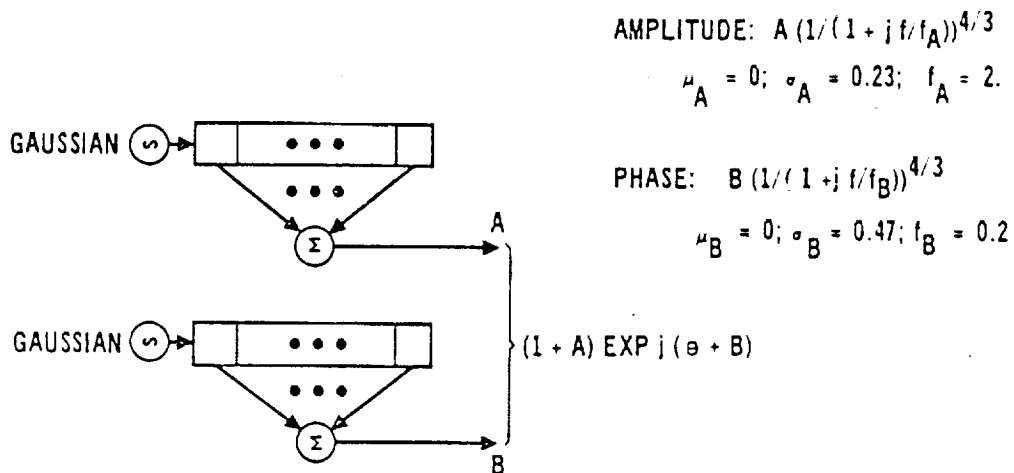 AMPLITUDE: A (1/(1 + j f/f_A))^4/3
μ_A = 0; σ_A = 0.23; f_A = 2.
GAUSSIAN S
PHASE: B (1/(1 +j f/f_B))^4/3
μ_B = 0; σ_B = 0.47; f_B = 0.2
Σ
A
GAUSSIAN S
(1 + A) EXP j (θ + B)
Σ
B